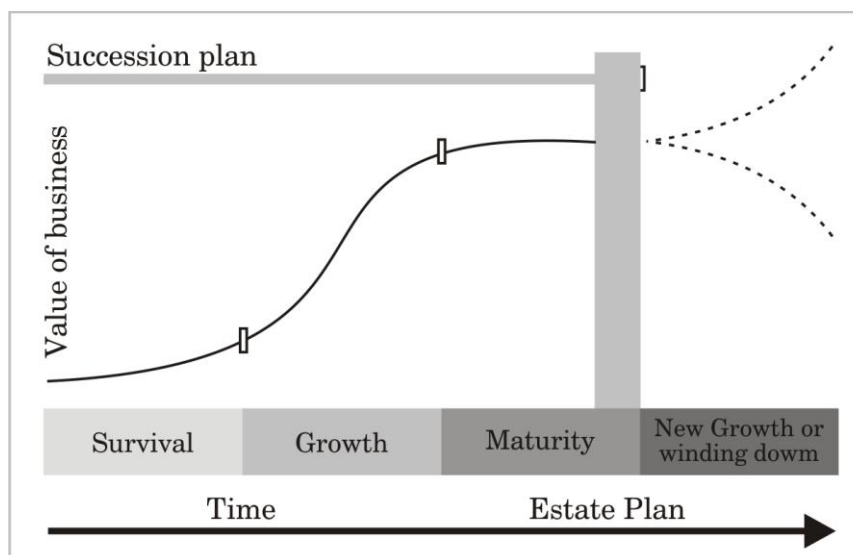 Succession plan
Value of business
Survival
Growth
Maturity
New Growth or
winding dowm
Time
Estate Plan